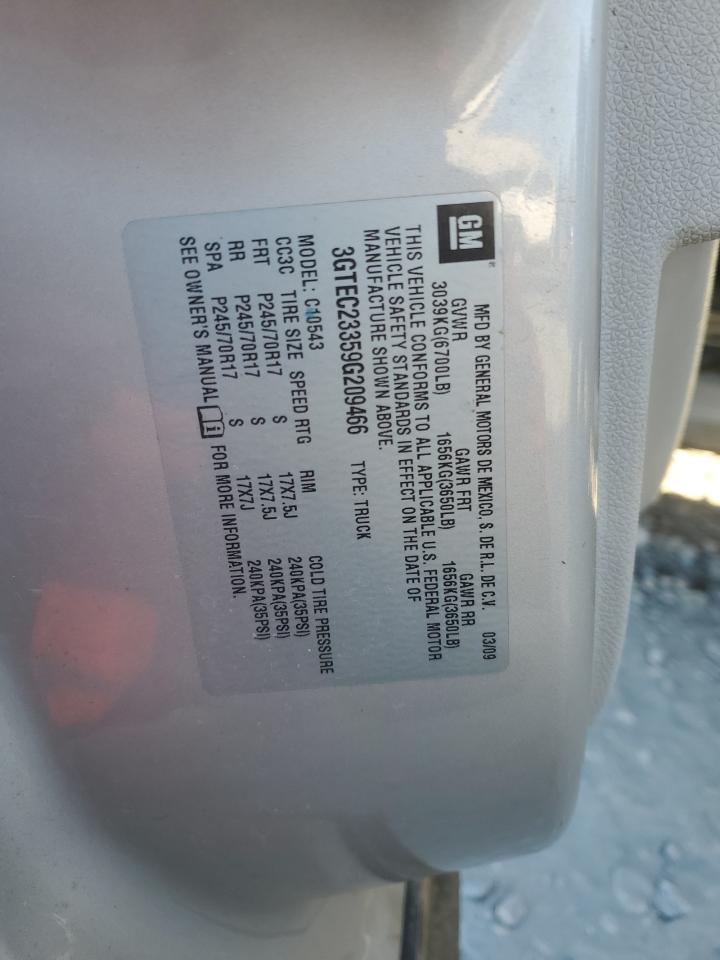 GM
MFD BY GENERAL MOTORS DE MEXICO, S. DE R.L. DE C.V. 03/09
GVWR GAWR FRT GAWR RR
3039KG(6700LB) 1656KG(3650LB) 1656KG(3650LB)
THIS VEHICLE CONFORMS TO ALL APPLICABLE U.S. FEDERAL MOTOR
VEHICLE SAFETY STANDARDS IN EFFECT ON THE DATE OF
MANUFACTURE SHOWN ABOVE.
3GTEC23359G209466 TYPE: TRUCK
MODEL: C10543 COLD TIRE PRESSURE
CC3C TIRE SIZE SPEED RTG RIM
FRT P245/70R17 S 17X7.5J 240KPA(35PSI)
RR P245/70R17 S 17X7.5J 240KPA(35PSI)
SPA P245/70R17 S 17X7J 240KPA(35PSI)
SEE OWNER'S MANUAL i FOR MORE INFORMATION.